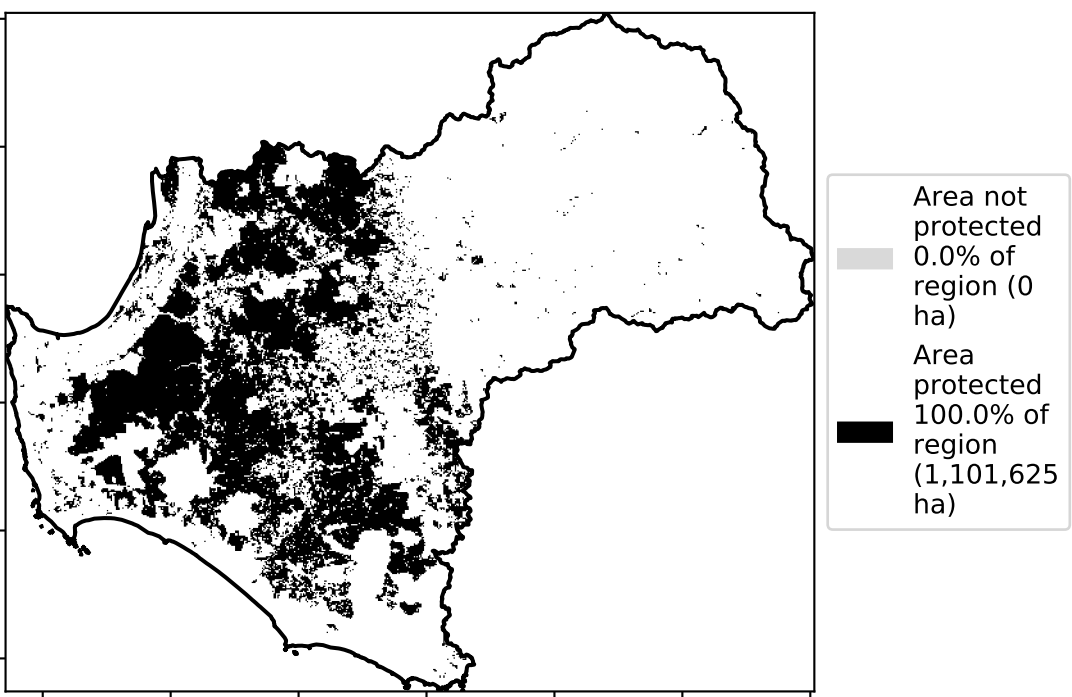 Area not
protected
0.0% of
region (0
ha)
Area
protected
100.0% of
region
(1,101,625
ha)